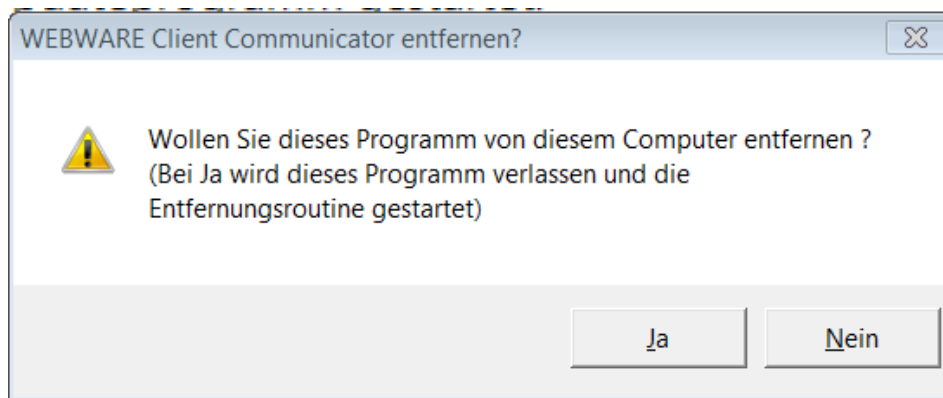 WEBWARE Client Communicator entfernen?
Wollen Sie dieses Programm von diesem Computer entfernen ?
(Bei Ja wird dieses Programm verlassen und die
Entfernungsroutine gestartet)
Ja
Nein